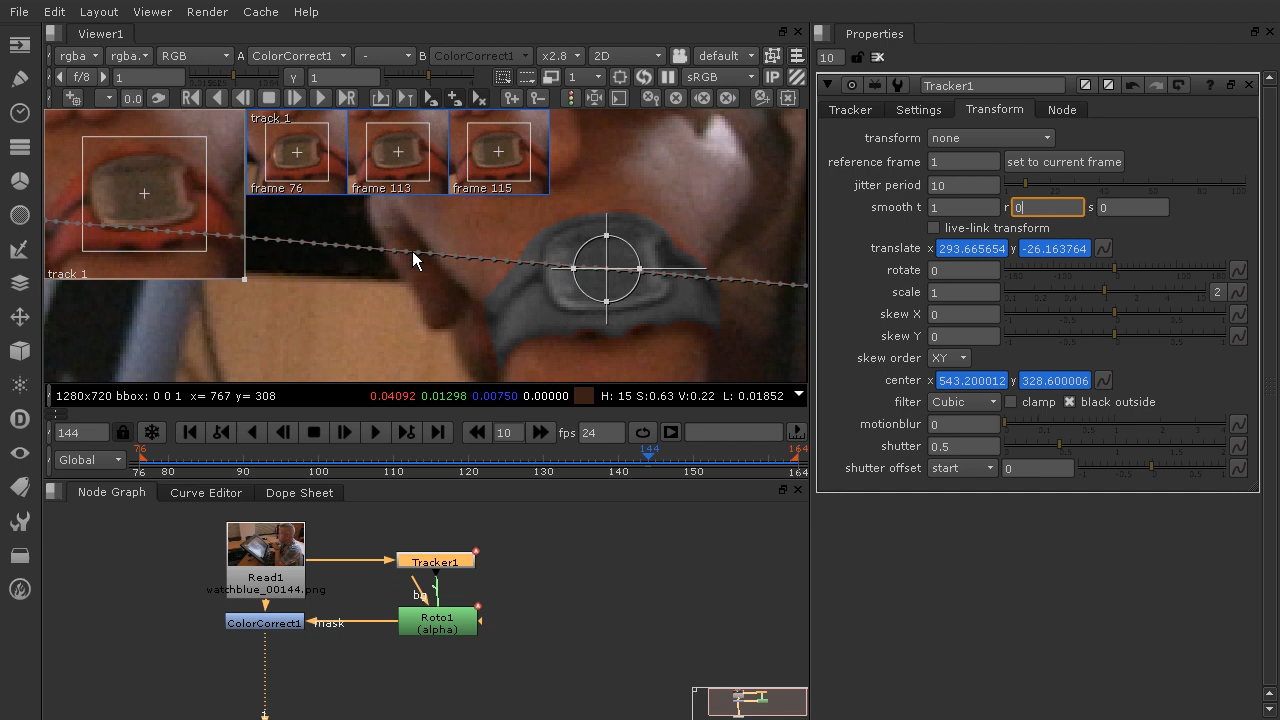 File Edit Layout Viewer Render Cache Help
Viewer1
Properties
rgba rgba. RGB A ColorCorrect1 - B ColorCorrect1 x2.8 2D default
10
f/8 1 y 1 1 sRGB IP
0.0
Tracker1
Tracker Settings Transform Node
track 1
frame 76 frame 113 frame 115
track 1
transform none
reference frame 1 set to current frame
jitter period 10
smooth t 1 r 0 s 0
live-link transform
translate x 293.665654 y -26.163764
rotate 0
scale 1 2
skew X 0
skew Y 0
skew order XY
center x 543.200012 y 328.600006
filter Cubic clamp black outside
motionblur 0
shutter 0.5
shutter offset start 0
1280x720 bbox: 0 0 1 x= 767 y= 308 0.04092 0.01298 0.00750 0.00000 H: 15 S:0.63 V:0.22 L: 0.01852
144 10 fps 24
Global
76 144 164
76 80 90 100 110 120 130 140 150 164
Node Graph Curve Editor Dope Sheet
Read1
watchblue_00144.png
Tracker1
Roto1
(alpha)
ColorCorrect1
mask